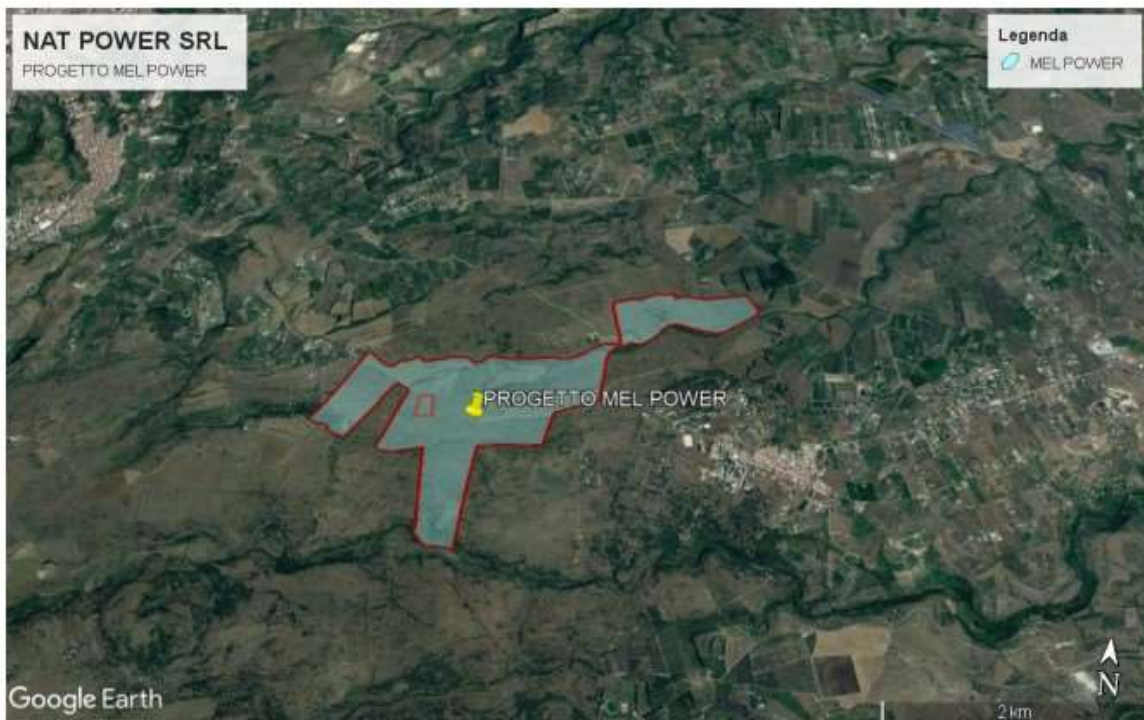 NAT POWER SRL
PROGETTO MEL POWER
Legenda
MEL POWER
PROGETTO MEL POWER
N
Google Earth
2 km